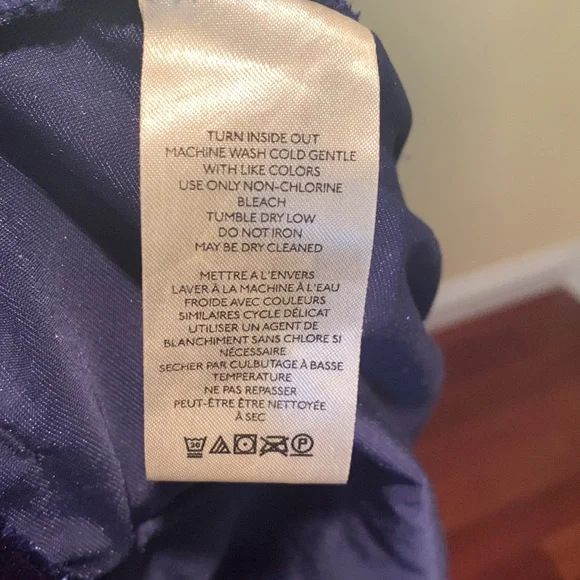 TURN INSIDE OUT
MACHINE WASH COLD GENTLE
WITH LIKE COLORS
USE ONLY NON-CHLORINE
BLEACH
TUMBLE DRY LOW
DO NOT IRON
MAY BE DRY CLEANED
METTRE A L'ENVERS
LAVER À LA MACHINE À L'EAU
FROIDE AVEC COULEURS
SIMILAIRES CYCLE DÉLICAT
UTILISER UN AGENT DE
BLANCHIMENT SANS CHLORE SI
NÉCESSAIRE
SECHER PAR CULBUTAGE À BASSE
TEMPERATURE
NE PAS REPASSER
PEUT-ÊTRE ÊTRE NETTOYÉE
À SEC
30 P